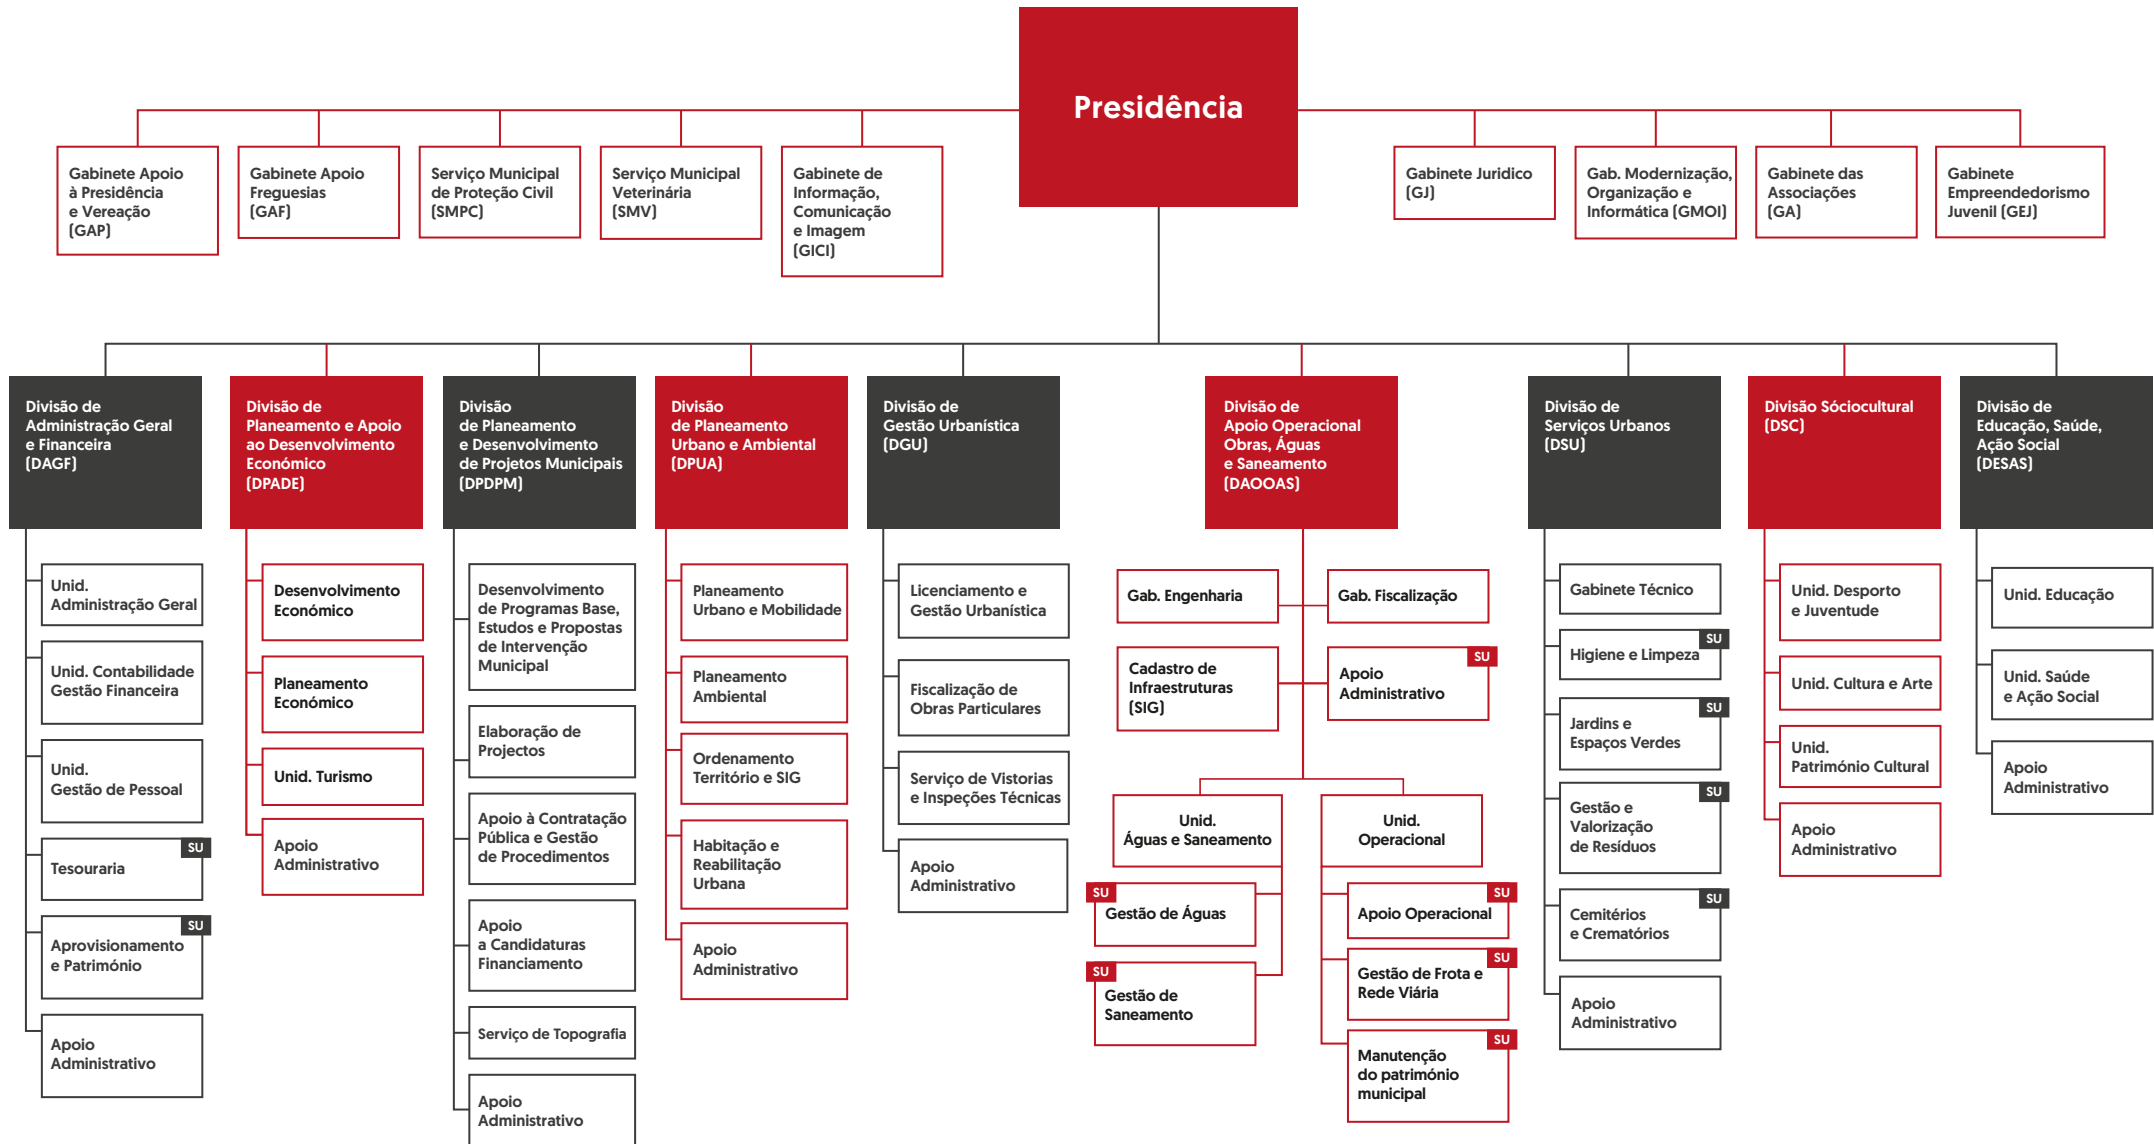 Presidência
Gabinete Apoio
à Presidência
e Vereação
(GAP)
Gabinete Apoio
Freguesias
(GAF)
Serviço Municipal
de Proteção Civil
(SMPC)
Serviço Municipal
Veterinária
(SMV)
Gabinete de
Informação,
Comunicação
e Imagem
(GICI)
Gabinete Juridico
(GJ)
Gab. Modernização,
Organização e
Informática (GMOI)
Gabinete das
Associações
(GA)
Gabinete
Empreendedorismo
Juvenil (GEJ)
Divisão de
Administração Geral
e Financeira
(DAGF)
Unid.
Administração Geral
Unid. Contabilidade
Gestão Financeira
Unid.
Gestão de Pessoal
SU
Tesouraria
SU
Aprovisionamento
e Património
Apoio
Administrativo
Divisão de
Planeamento e Apoio
ao Desenvolvimento
Económico
(DPADE)
Desenvolvimento
Económico
Planeamento
Económico
Unid. Turismo
Apoio
Administrativo
Divisão
de Planeamento
e Desenvolvimento
de Projetos Municipais
(DPDPM)
Desenvolvimento
de Programas Base,
Estudos e Propostas
de Intervenção
Municipal
Elaboração de
Projectos
Apoio à Contratação
Pública e Gestão
de Procedimentos
Apoio
a Candidaturas
Financiamento
Serviço de Topografia
Apoio
Administrativo
Divisão
de Planeamento
Urbano e Ambiental
(DPUA)
Planeamento
Urbano e Mobilidade
Planeamento
Ambiental
Ordenamento
Território e SIG
Habitação e
Reabilitação
Urbana
Apoio
Administrativo
Divisão de
Gestão Urbanística
(DGU)
Licenciamento e
Gestão Urbanística
Fiscalização de
Obras Particulares
Serviço de Vistorias
e Inspeções Técnicas
Apoio
Administrativo
Divisão de
Apoio Operacional
Obras, Águas
e Saneamento
(DAOOAS)
Gab. Engenharia
Gab. Fiscalização
Cadastro de
Infraestruturas
(SIG)
SU
Apoio
Administrativo
Unid.
Águas e Saneamento
SU
Gestão de Águas
SU
Gestão de
Saneamento
Unid.
Operacional
SU
Apoio Operacional
SU
Gestão de Frota e
Rede Viária
SU
Manutenção
do património
municipal
Divisão de
Serviços Urbanos
(DSU)
Gabinete Técnico
SU
Higiene e Limpeza
SU
Jardins e
Espaços Verdes
SU
Gestão e
Valorização
de Resíduos
SU
Cemitérios
e Crematórios
Apoio
Administrativo
Divisão Sóciocultural
(DSC)
Unid. Desporto
e Juventude
Unid. Cultura e Arte
Unid.
Património Cultural
Apoio
Administrativo
Divisão de
Educação, Saúde,
Ação Social
(DESAS)
Unid. Educação
Unid. Saúde
e Ação Social
Apoio
Administrativo